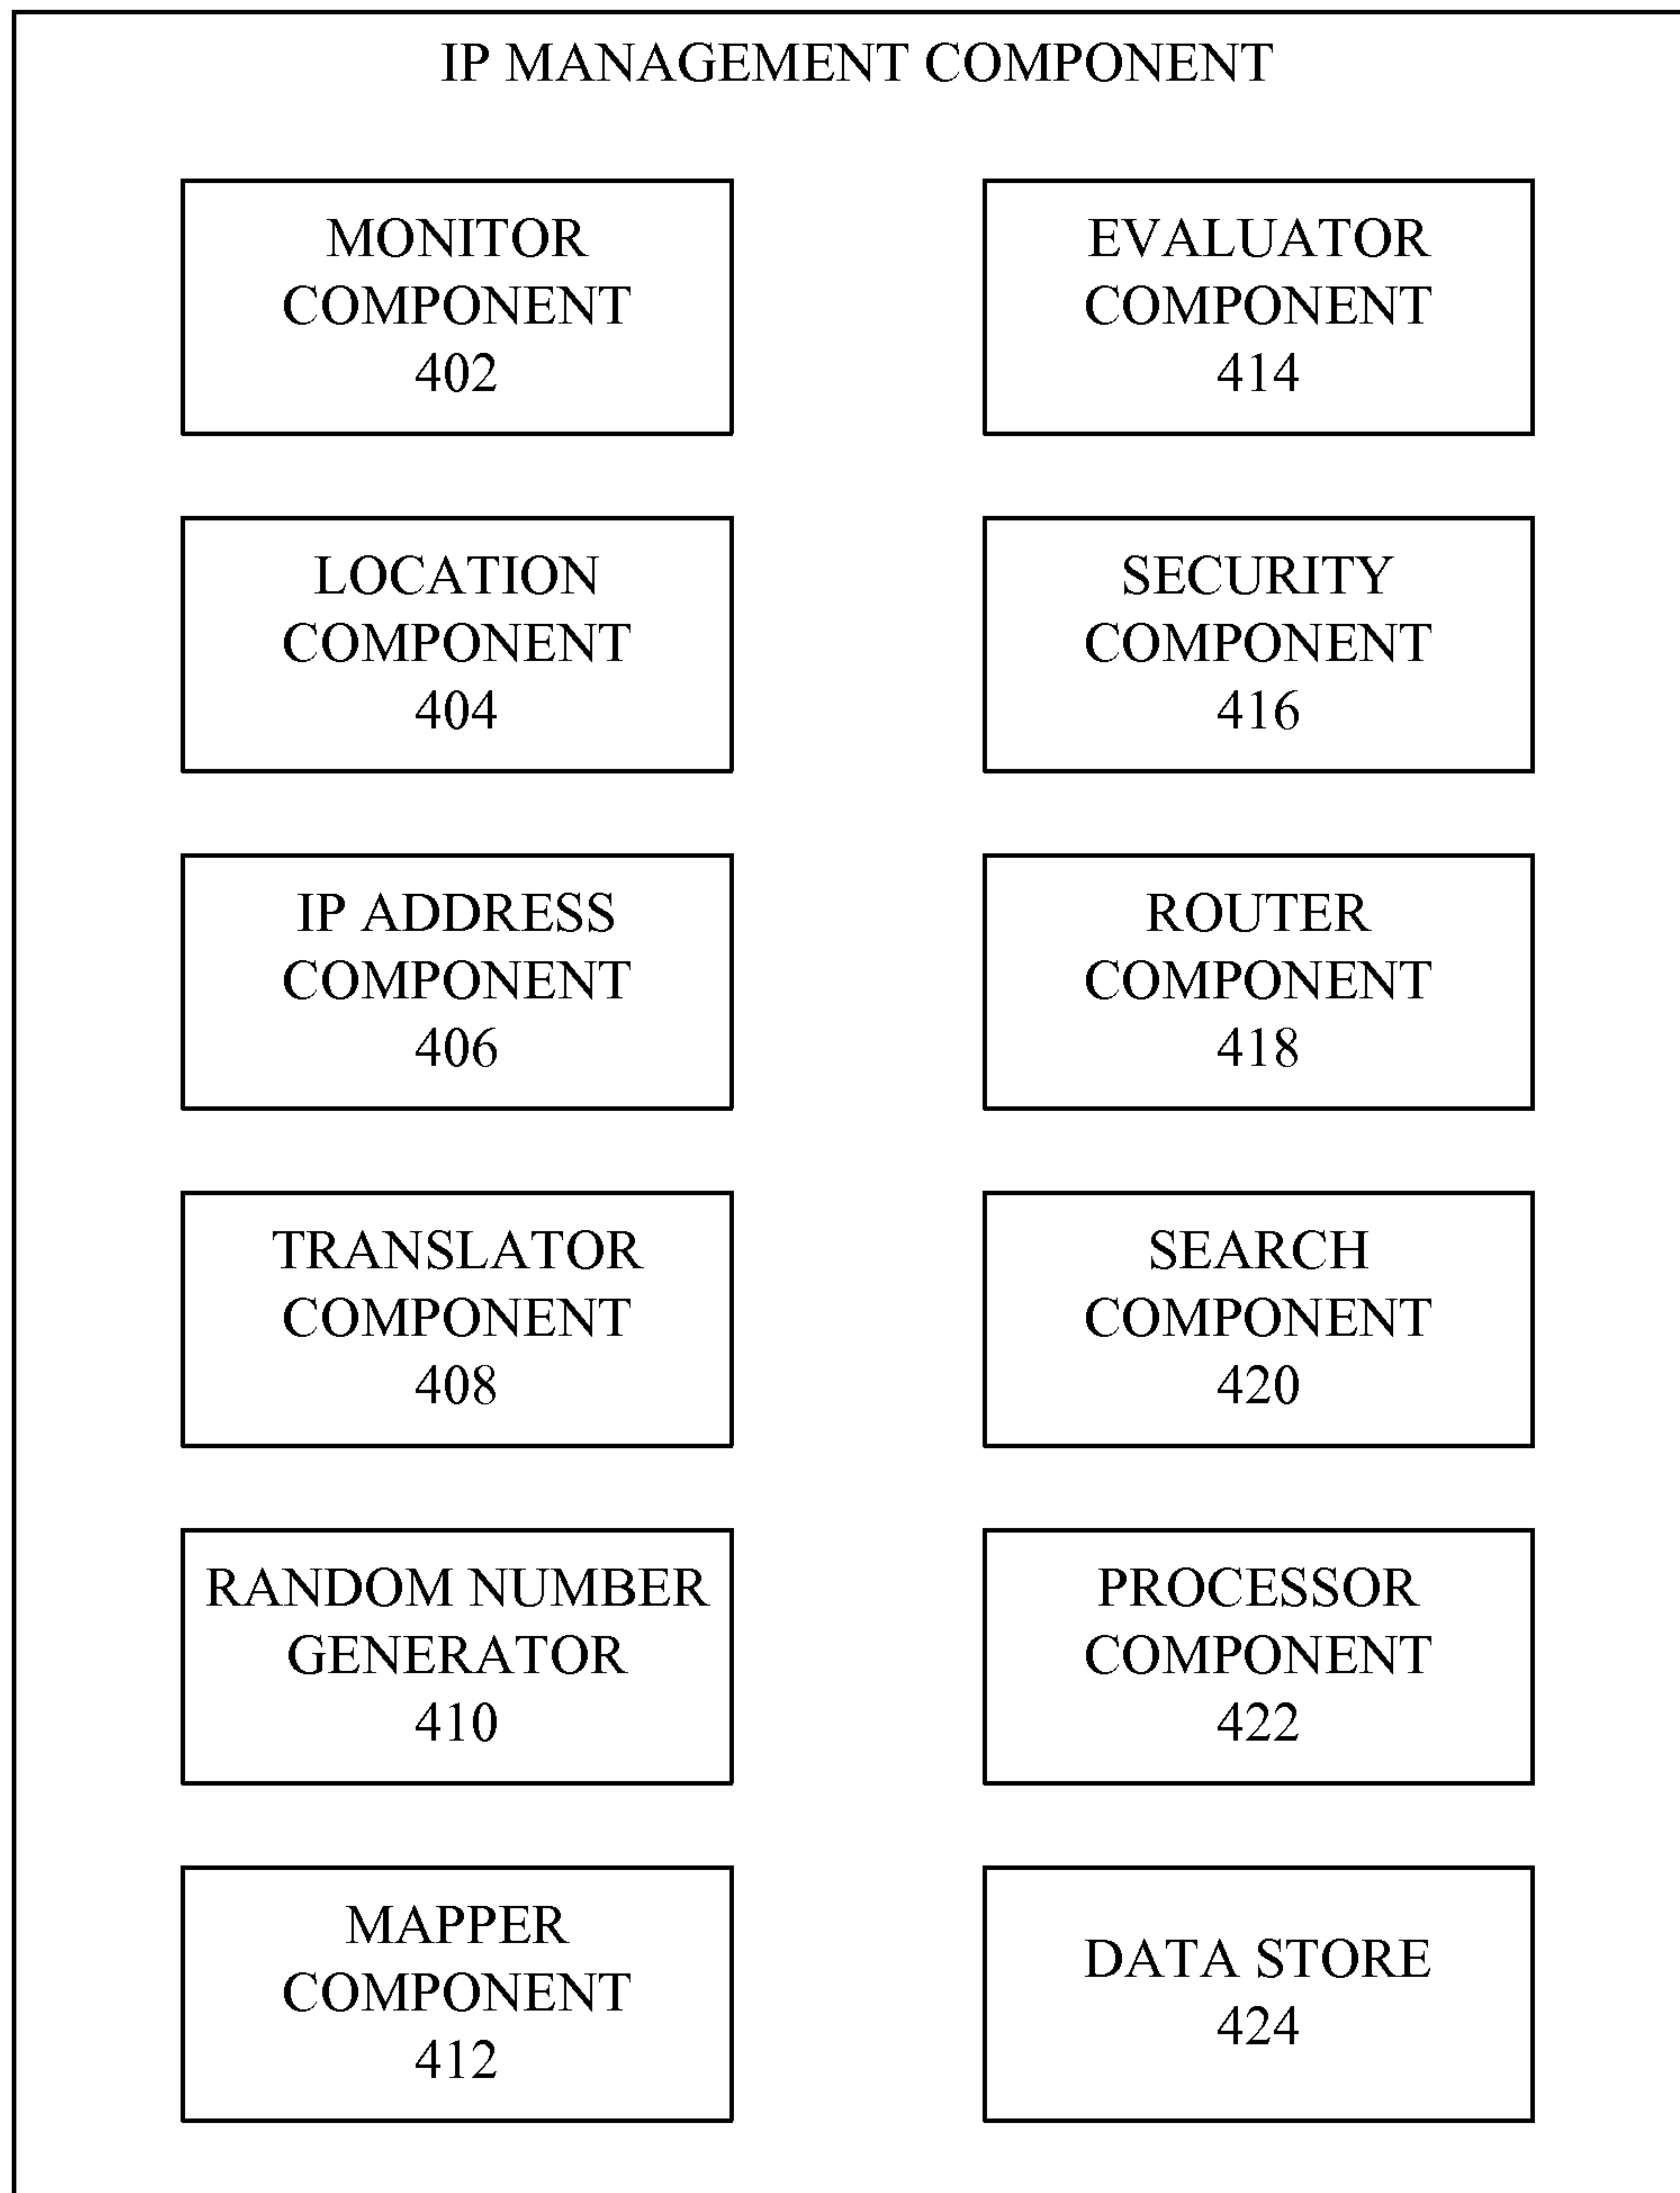 IP MANAGEMENT COMPONENT
MONITOR
COMPONENT
402
LOCATION
COMPONENT
404
IP ADDRESS
COMPONENT
406
TRANSLATOR
COMPONENT
408
RANDOM NUMBER
GENERATOR
410
MAPPER
COMPONENT
412
EVALUATOR
COMPONENT
414
SECURITY
COMPONENT
416
ROUTER
COMPONENT
418
SEARCH
COMPONENT
420
PROCESSOR
COMPONENT
422
DATA STORE
424